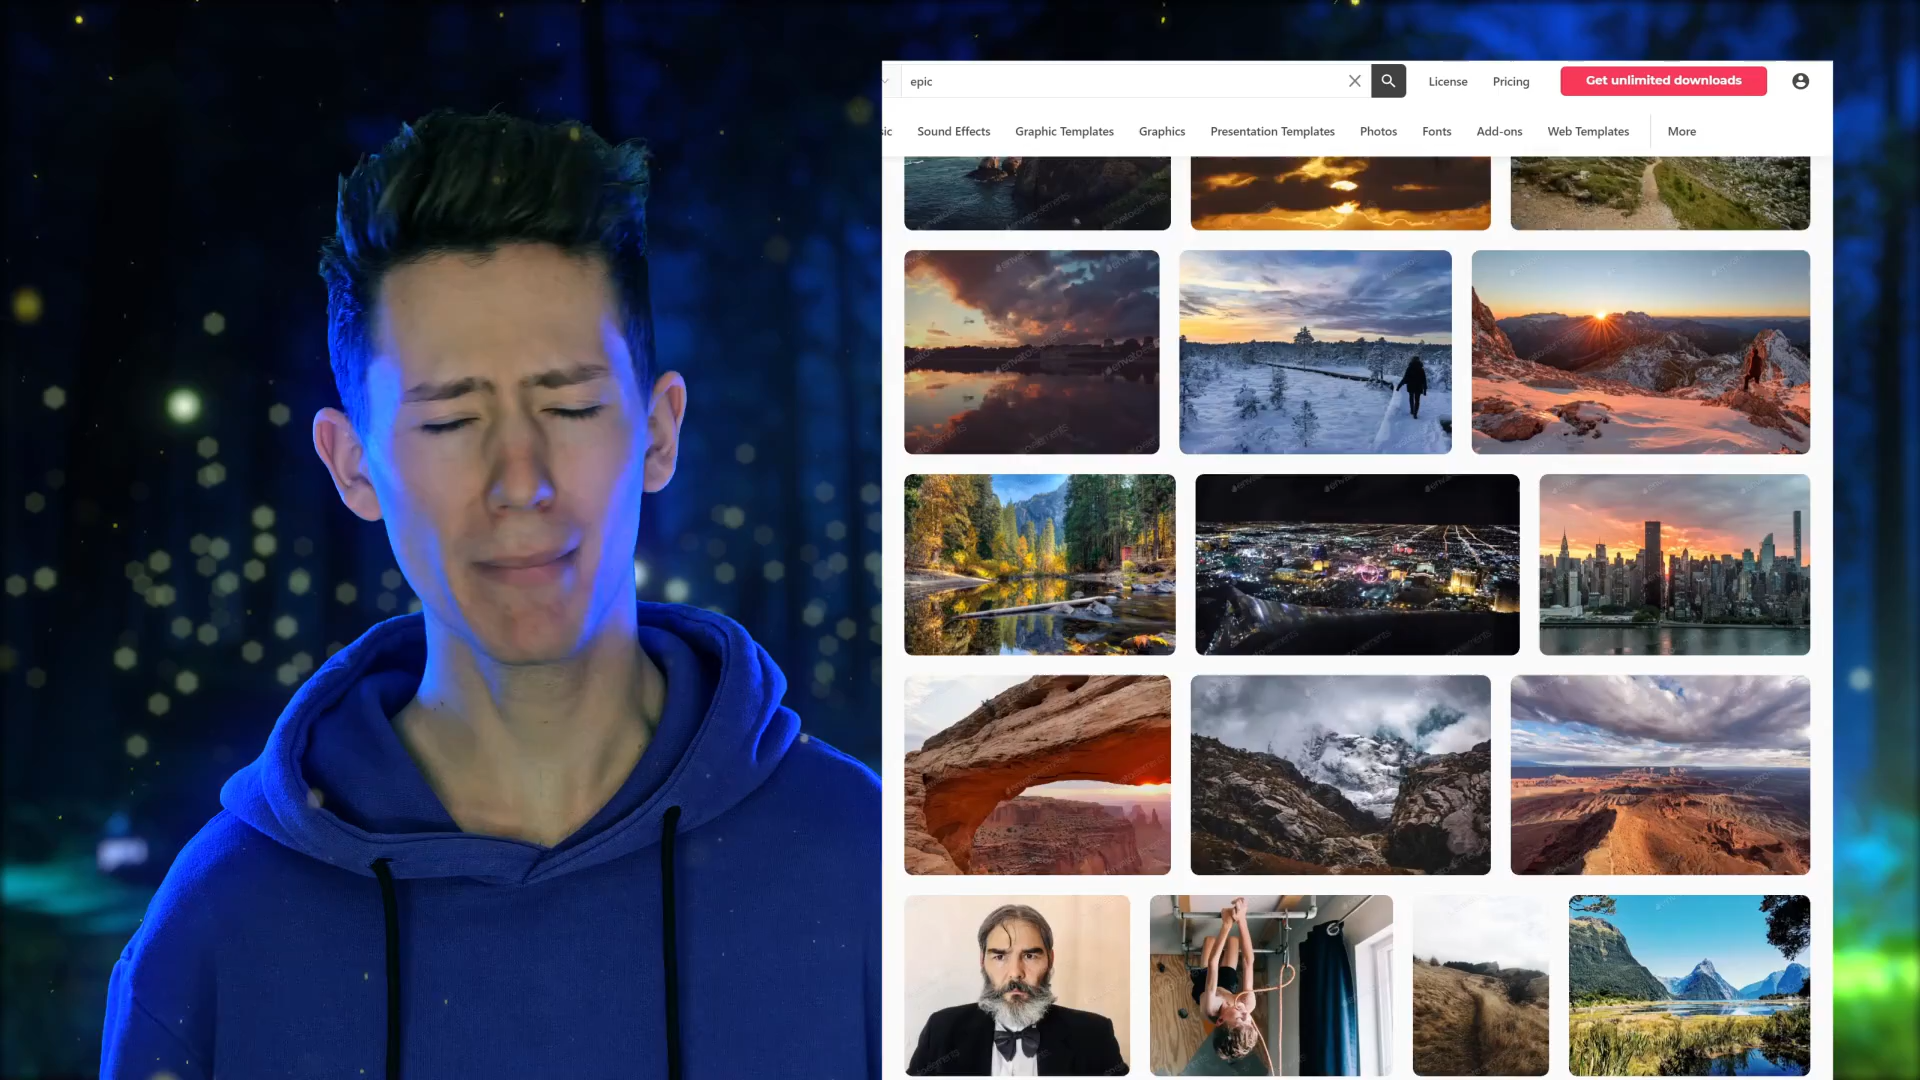 epic
License
Pricing
Get unlimited downloads
sic
Sound Effects
Graphic Templates
Graphics
Presentation Templates
Photos
Fonts
Add-ons
Web Templates
More